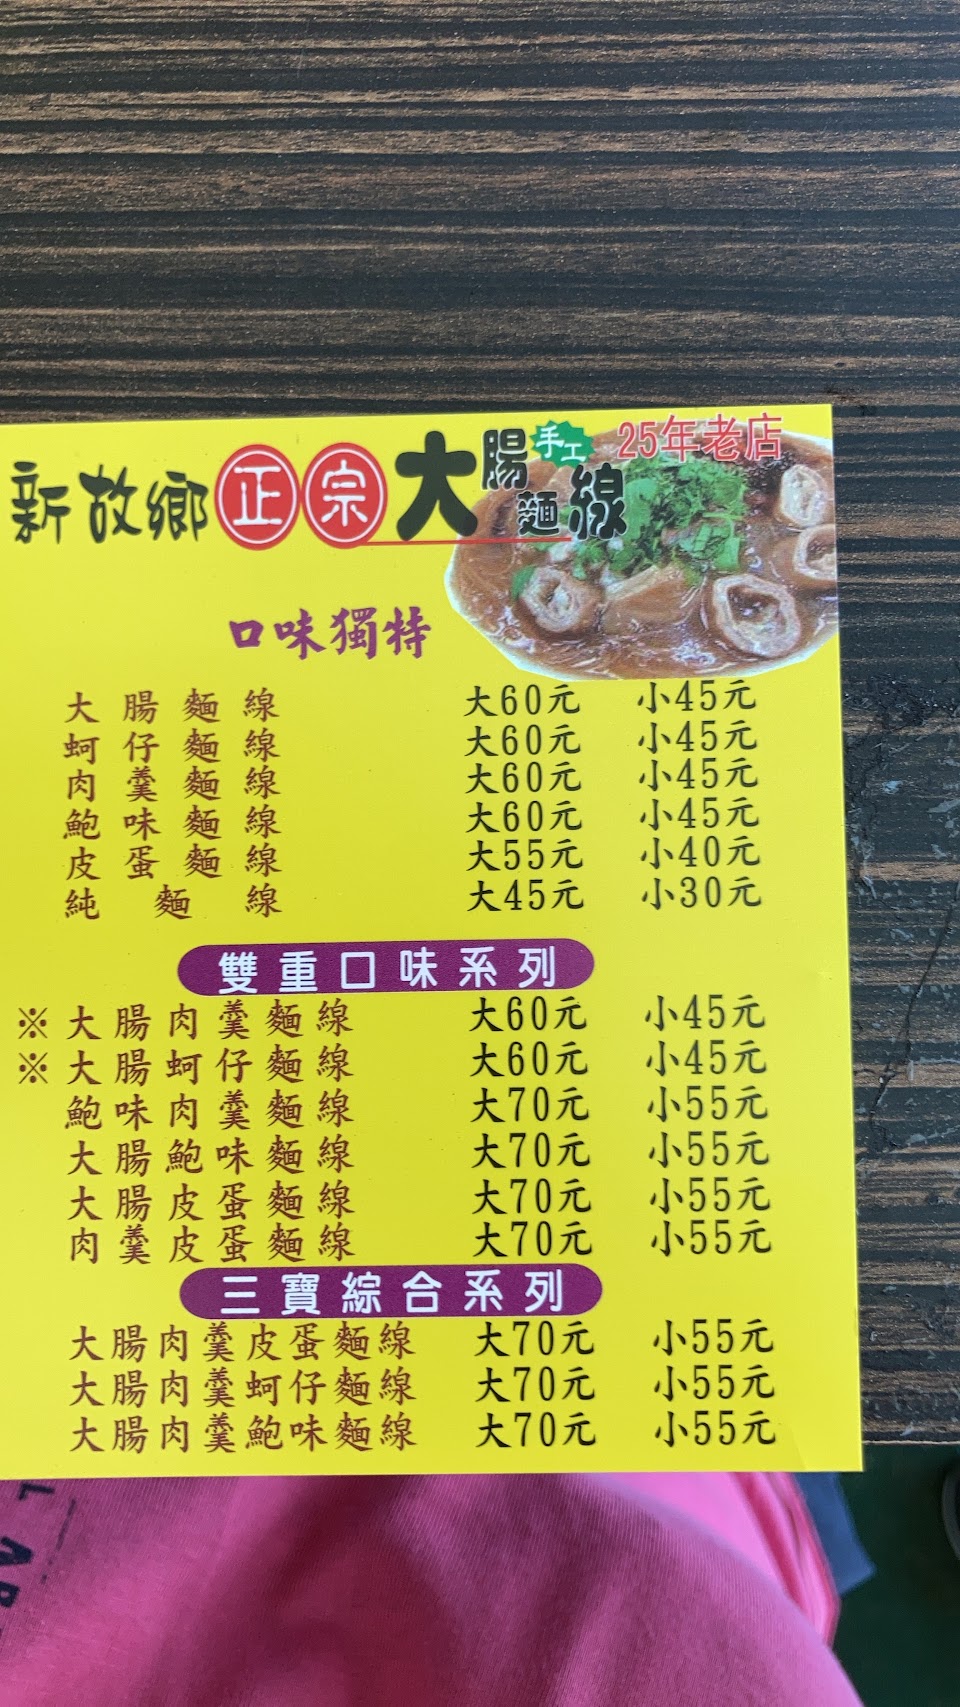 25年老店
新故鄉正宗大腸麵線
手工
口味獨特
大腸麵線 大60元 小45元
蚵仔麵線 大60元 小45元
肉羹麵線 大60元 小45元
鮑味麵線 大60元 小45元
皮蛋麵線 大55元 小40元
純麵線 大45元 小30元
雙重口味系列
※大腸肉羹麵線 大60元 小45元
※大腸蚵仔麵線 大60元 小45元
鮑味肉羹麵線 大70元 小55元
大腸鮑味麵線 大70元 小55元
大腸皮蛋麵線 大70元 小55元
肉羹皮蛋麵線 大70元 小55元
三寶綜合系列
大腸肉羹皮蛋麵線 大70元 小55元
大腸肉羹蚵仔麵線 大70元 小55元
大腸肉羹鮑味麵線 大70元 小55元